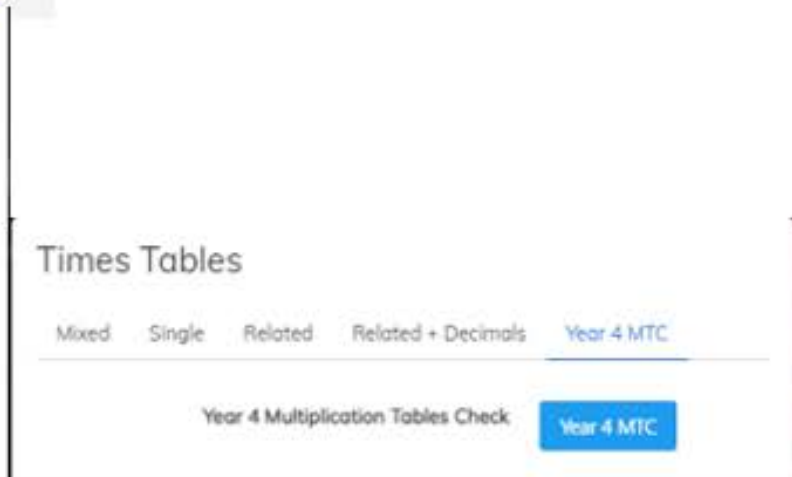 Times Tables
Mixed Single Related Related + Decimals Year 4 MTC
Year 4 Multiplication Tables Check Year 4 MTC